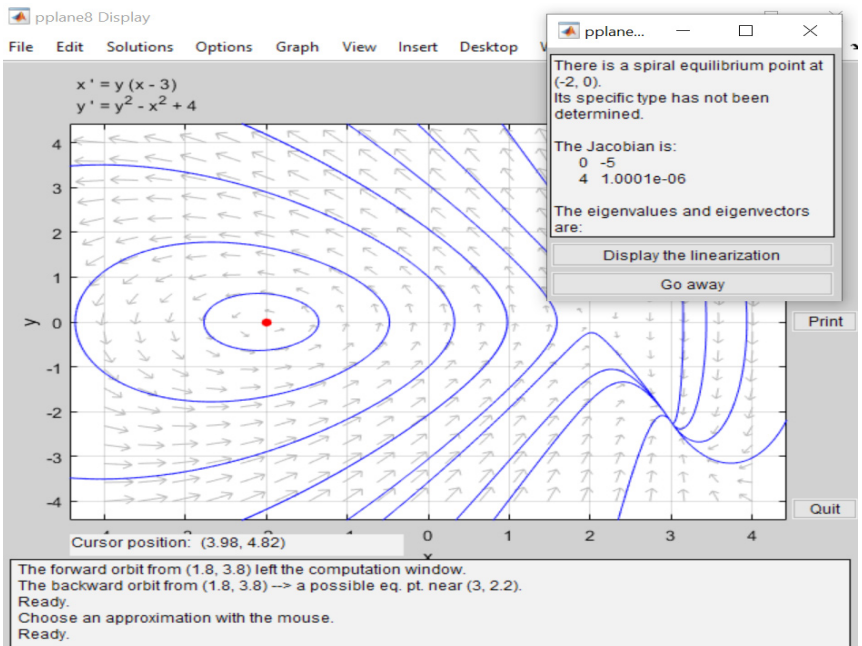 pplane8 Display
File Edit Solutions Options Graph View Insert Desktop
x ' = y (x - 3)
y ' = y² - x² + 4
pplane...
There is a spiral equilibrium point at
(-2, 0).
Its specific type has not been
determined.
The Jacobian is:
0 -5
4 1.0001e-06
The eigenvalues and eigenvectors
are:
Display the linearization
Go away
4
3
2
1
0
-1
-2
-3
-4
y
0 1 2 3 4
x
Print
Quit
Cursor position: (3.98, 4.82)
The forward orbit from (1.8, 3.8) left the computation window.
The backward orbit from (1.8, 3.8) --> a possible eq. pt. near (3, 2.2).
Ready.
Choose an approximation with the mouse.
Ready.